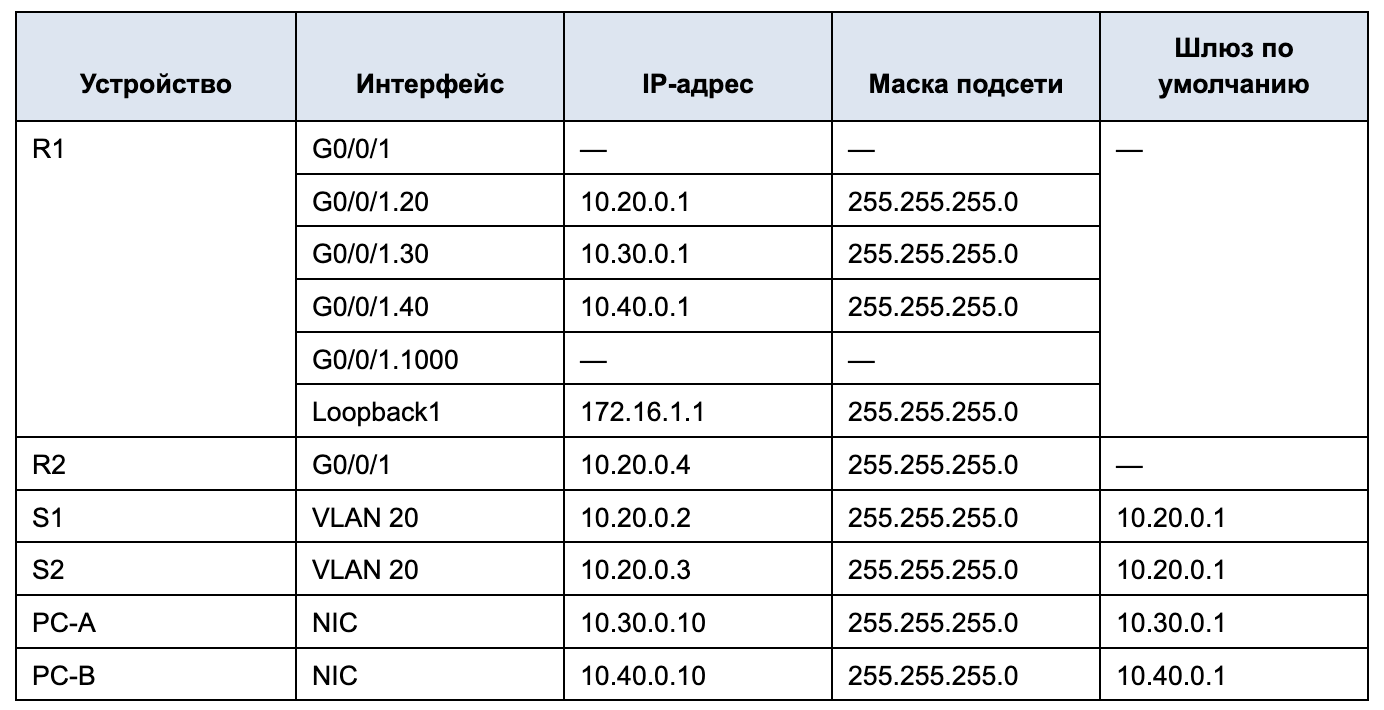 Устройство Интерфейс IP-адрес Маска подсети Шлюз по умолчанию
R1 G0/0/1 — — —
G0/0/1.20 10.20.0.1 255.255.255.0
G0/0/1.30 10.30.0.1 255.255.255.0
G0/0/1.40 10.40.0.1 255.255.255.0
G0/0/1.1000 — —
Loopback1 172.16.1.1 255.255.255.0
R2 G0/0/1 10.20.0.4 255.255.255.0 —
S1 VLAN 20 10.20.0.2 255.255.255.0 10.20.0.1
S2 VLAN 20 10.20.0.3 255.255.255.0 10.20.0.1
PC-A NIC 10.30.0.10 255.255.255.0 10.30.0.1
PC-B NIC 10.40.0.10 255.255.255.0 10.40.0.1